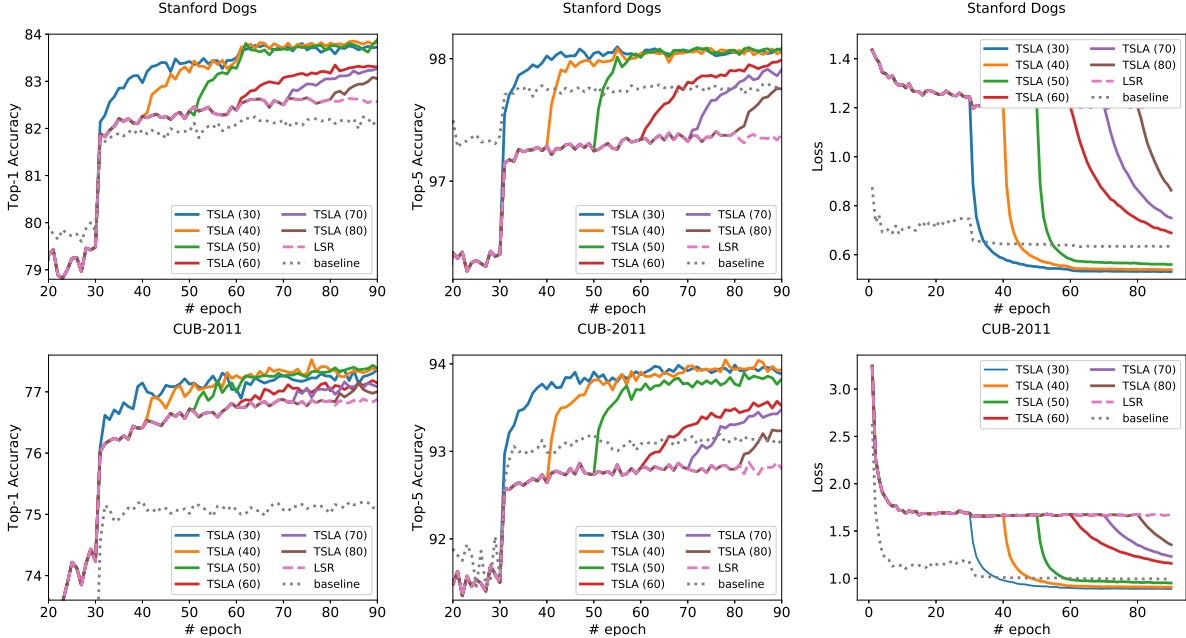 Stanford Dogs
Top-1 Accuracy
84
83
82
81
80
79
20 30 40 50 60 70 80 90
# epoch
TSLA (30)
TSLA (40)
TSLA (50)
TSLA (60)
TSLA (70)
TSLA (80)
LSR
baseline
Stanford Dogs
Top-5 Accuracy
98
97
20 30 40 50 60 70 80 90
# epoch
TSLA (30)
TSLA (40)
TSLA (50)
TSLA (60)
TSLA (70)
TSLA (80)
LSR
baseline
Stanford Dogs
Loss
1.4
1.2
1.0
0.8
0.6
0 20 40 60 80
# epoch
TSLA (30)
TSLA (40)
TSLA (50)
TSLA (60)
TSLA (70)
TSLA (80)
LSR
baseline
CUB-2011
Top-1 Accuracy
77
76
75
74
20 30 40 50 60 70 80 90
# epoch
TSLA (30)
TSLA (40)
TSLA (50)
TSLA (60)
TSLA (70)
TSLA (80)
LSR
baseline
CUB-2011
Top-5 Accuracy
94
93
92
20 30 40 50 60 70 80 90
# epoch
TSLA (30)
TSLA (40)
TSLA (50)
TSLA (60)
TSLA (70)
TSLA (80)
LSR
baseline
CUB-2011
Loss
3.0
2.5
2.0
1.5
1.0
0 20 40 60 80
# epoch
TSLA (30)
TSLA (40)
TSLA (50)
TSLA (60)
TSLA (70)
TSLA (80)
LSR
baseline